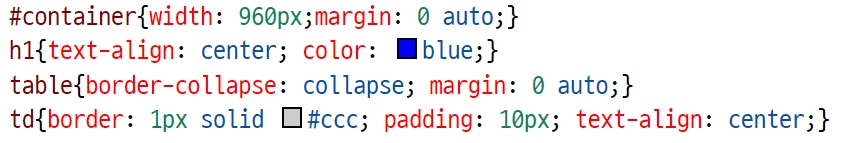 #container{width: 960px;margin: 0 auto;}
h1{text-align: center; color: blue;}
table{border-collapse: collapse; margin: 0 auto;}
td{border: 1px solid #ccc; padding: 10px; text-align: center;}